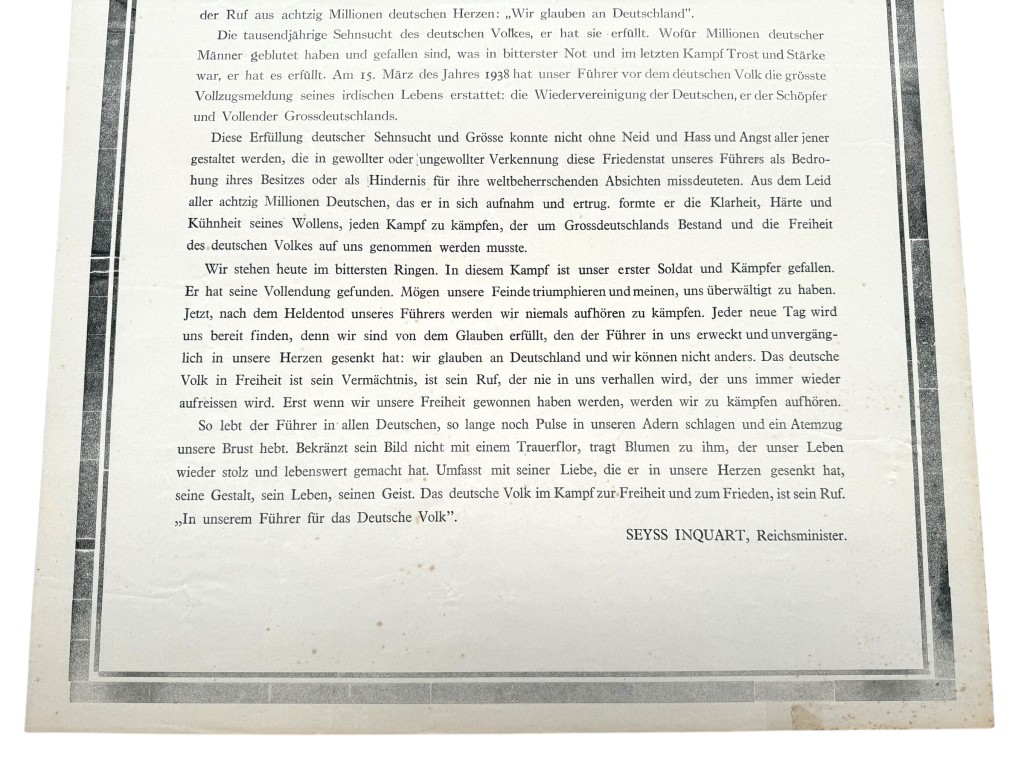 der Ruf aus achtzig Millionen deutschen Herzen: „Wir glauben an Deutschland”.
Die tausendjährige Sehnsucht des deutschen Volkes, er hat sie erfüllt. Wofür Millionen deutscher
Männer geblutet haben und gefallen sind, was in bitterster Not und im letzten Kampf Trost und Stärke
war, er hat es erfüllt. Am 15. März des Jahres 1938 hat unser Führer vor dem deutschen Volk die grösste
Vollzugsmeldung seines irdischen Lebens erstattet: die Wiedervereinigung der Deutschen, er der Schöpfer
und Vollender Grossdeutschlands.
Diese Erfüllung deutscher Sehnsucht und Grösse konnte nicht ohne Neid und Hass und Angst aller jener
gestaltet werden, die in gewollter oder ungewollter Verkennung diese Friedenstat unseres Führers als Bedro-
hung ihres Besitzes oder als Hindernis für ihre weltbeherrschenden Absichten missdeuteten. Aus dem Leid
aller achtzig Millionen Deutschen, das er in sich aufnahm und ertrug. formte er die Klarheit, Härte und
Kühnheit seines Wollens, jeden Kampf zu kämpfen, der um Grossdeutschlands Bestand und die Freiheit
des deutschen Volkes auf uns genommen werden musste.
Wir stehen heute im bittersten Ringen. In diesem Kampf ist unser erster Soldat und Kämpfer gefallen.
Er hat seine Vollendung gefunden. Mögen unsere Feinde triumphieren und meinen, uns überwältigt zu haben.
Jetzt, nach dem Heldentod unseres Führers werden wir niemals aufhören zu kämpfen. Jeder neue Tag wird
uns bereit finden, denn wir sind von dem Glauben erfüllt, den der Führer in uns erweckt und unvergäng-
lich in unsere Herzen gesenkt hat: wir glauben an Deutschland und wir können nicht anders. Das deutsche
Volk in Freiheit ist sein Vermächtnis, ist sein Ruf, der nie in uns verhallen wird, der uns immer wieder
aufreissen wird. Erst wenn wir unsere Freiheit gewonnen haben werden, werden wir zu kämpfen aufhören.
So lebt der Führer in allen Deutschen, so lange noch Pulse in unseren Adern schlagen und ein Atemzug
unsere Brust hebt. Bekränzt sein Bild nicht mit einem Trauerflor, tragt Blumen zu ihm, der unser Leben
wieder stolz und lebenswert gemacht hat. Umfasst mit seiner Liebe, die er in unsere Herzen gesenkt hat,
seine Gestalt, sein Leben, seinen Geist. Das deutsche Volk im Kampf zur Freiheit und zum Frieden, ist sein Ruf.
„In unserem Führer für das Deutsche Volk”.
SEYSS INQUART, Reichsminister.